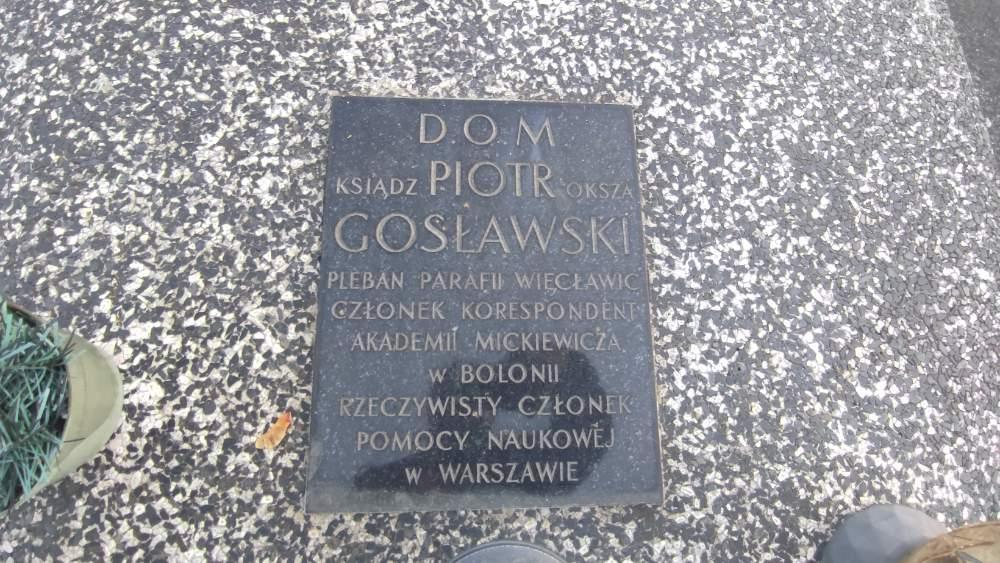 DOM
KSIĄDZ PIOTR OKSZA
GOSŁAWSKI
PLEBAN PARAFII WIĘCŁAWIC
CZŁONEK KORESPONDENT
AKADEMII MICKIEWICZA
W BOLONII
RZECZYWISTY CZŁONEK
POMOCY NAUKOWEJ
W WARSZAWIE